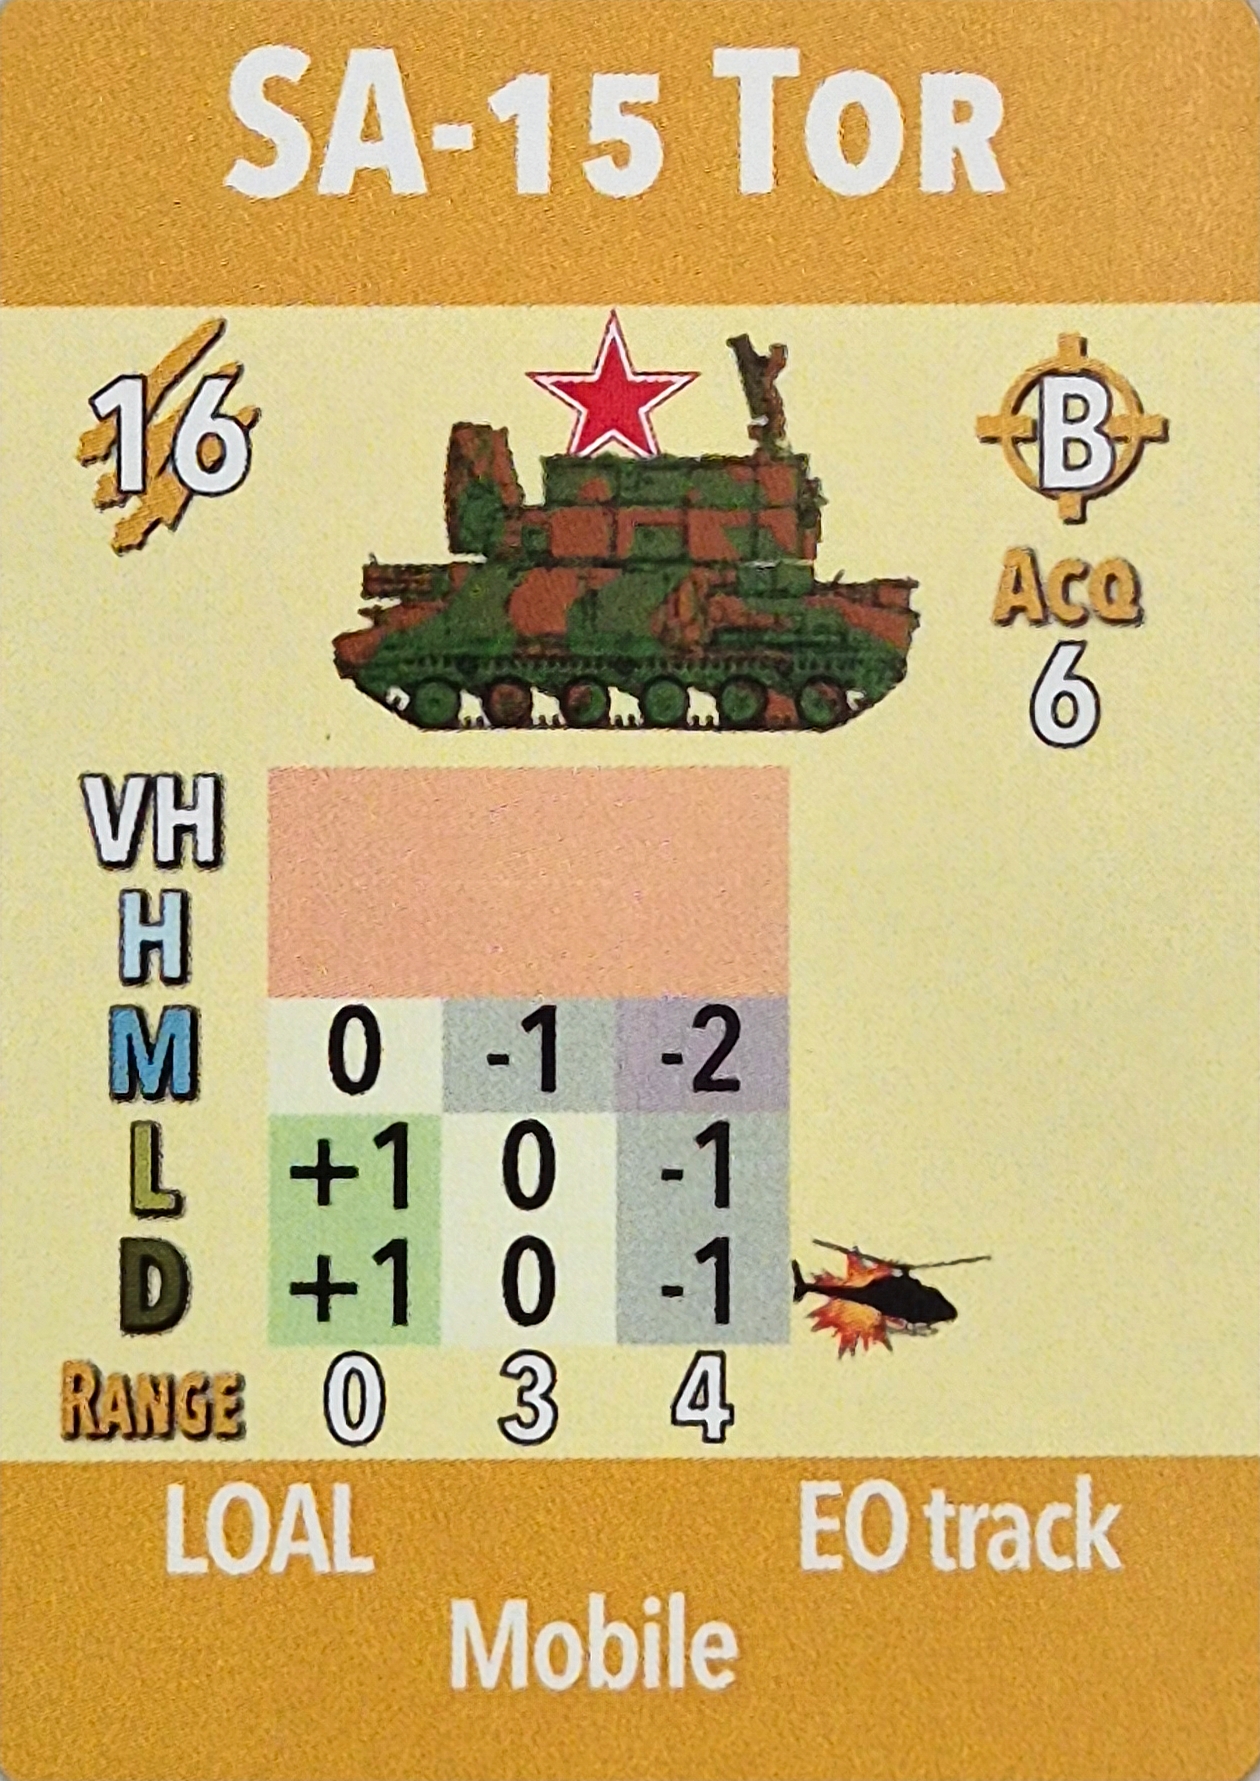 SA-15 TOR
16
B
ACQ
6
VH
H
M 0 -1 -2
L +1 0 -1
D +1 0 -1
RANGE 0 3 4
LOAL EO track
Mobile